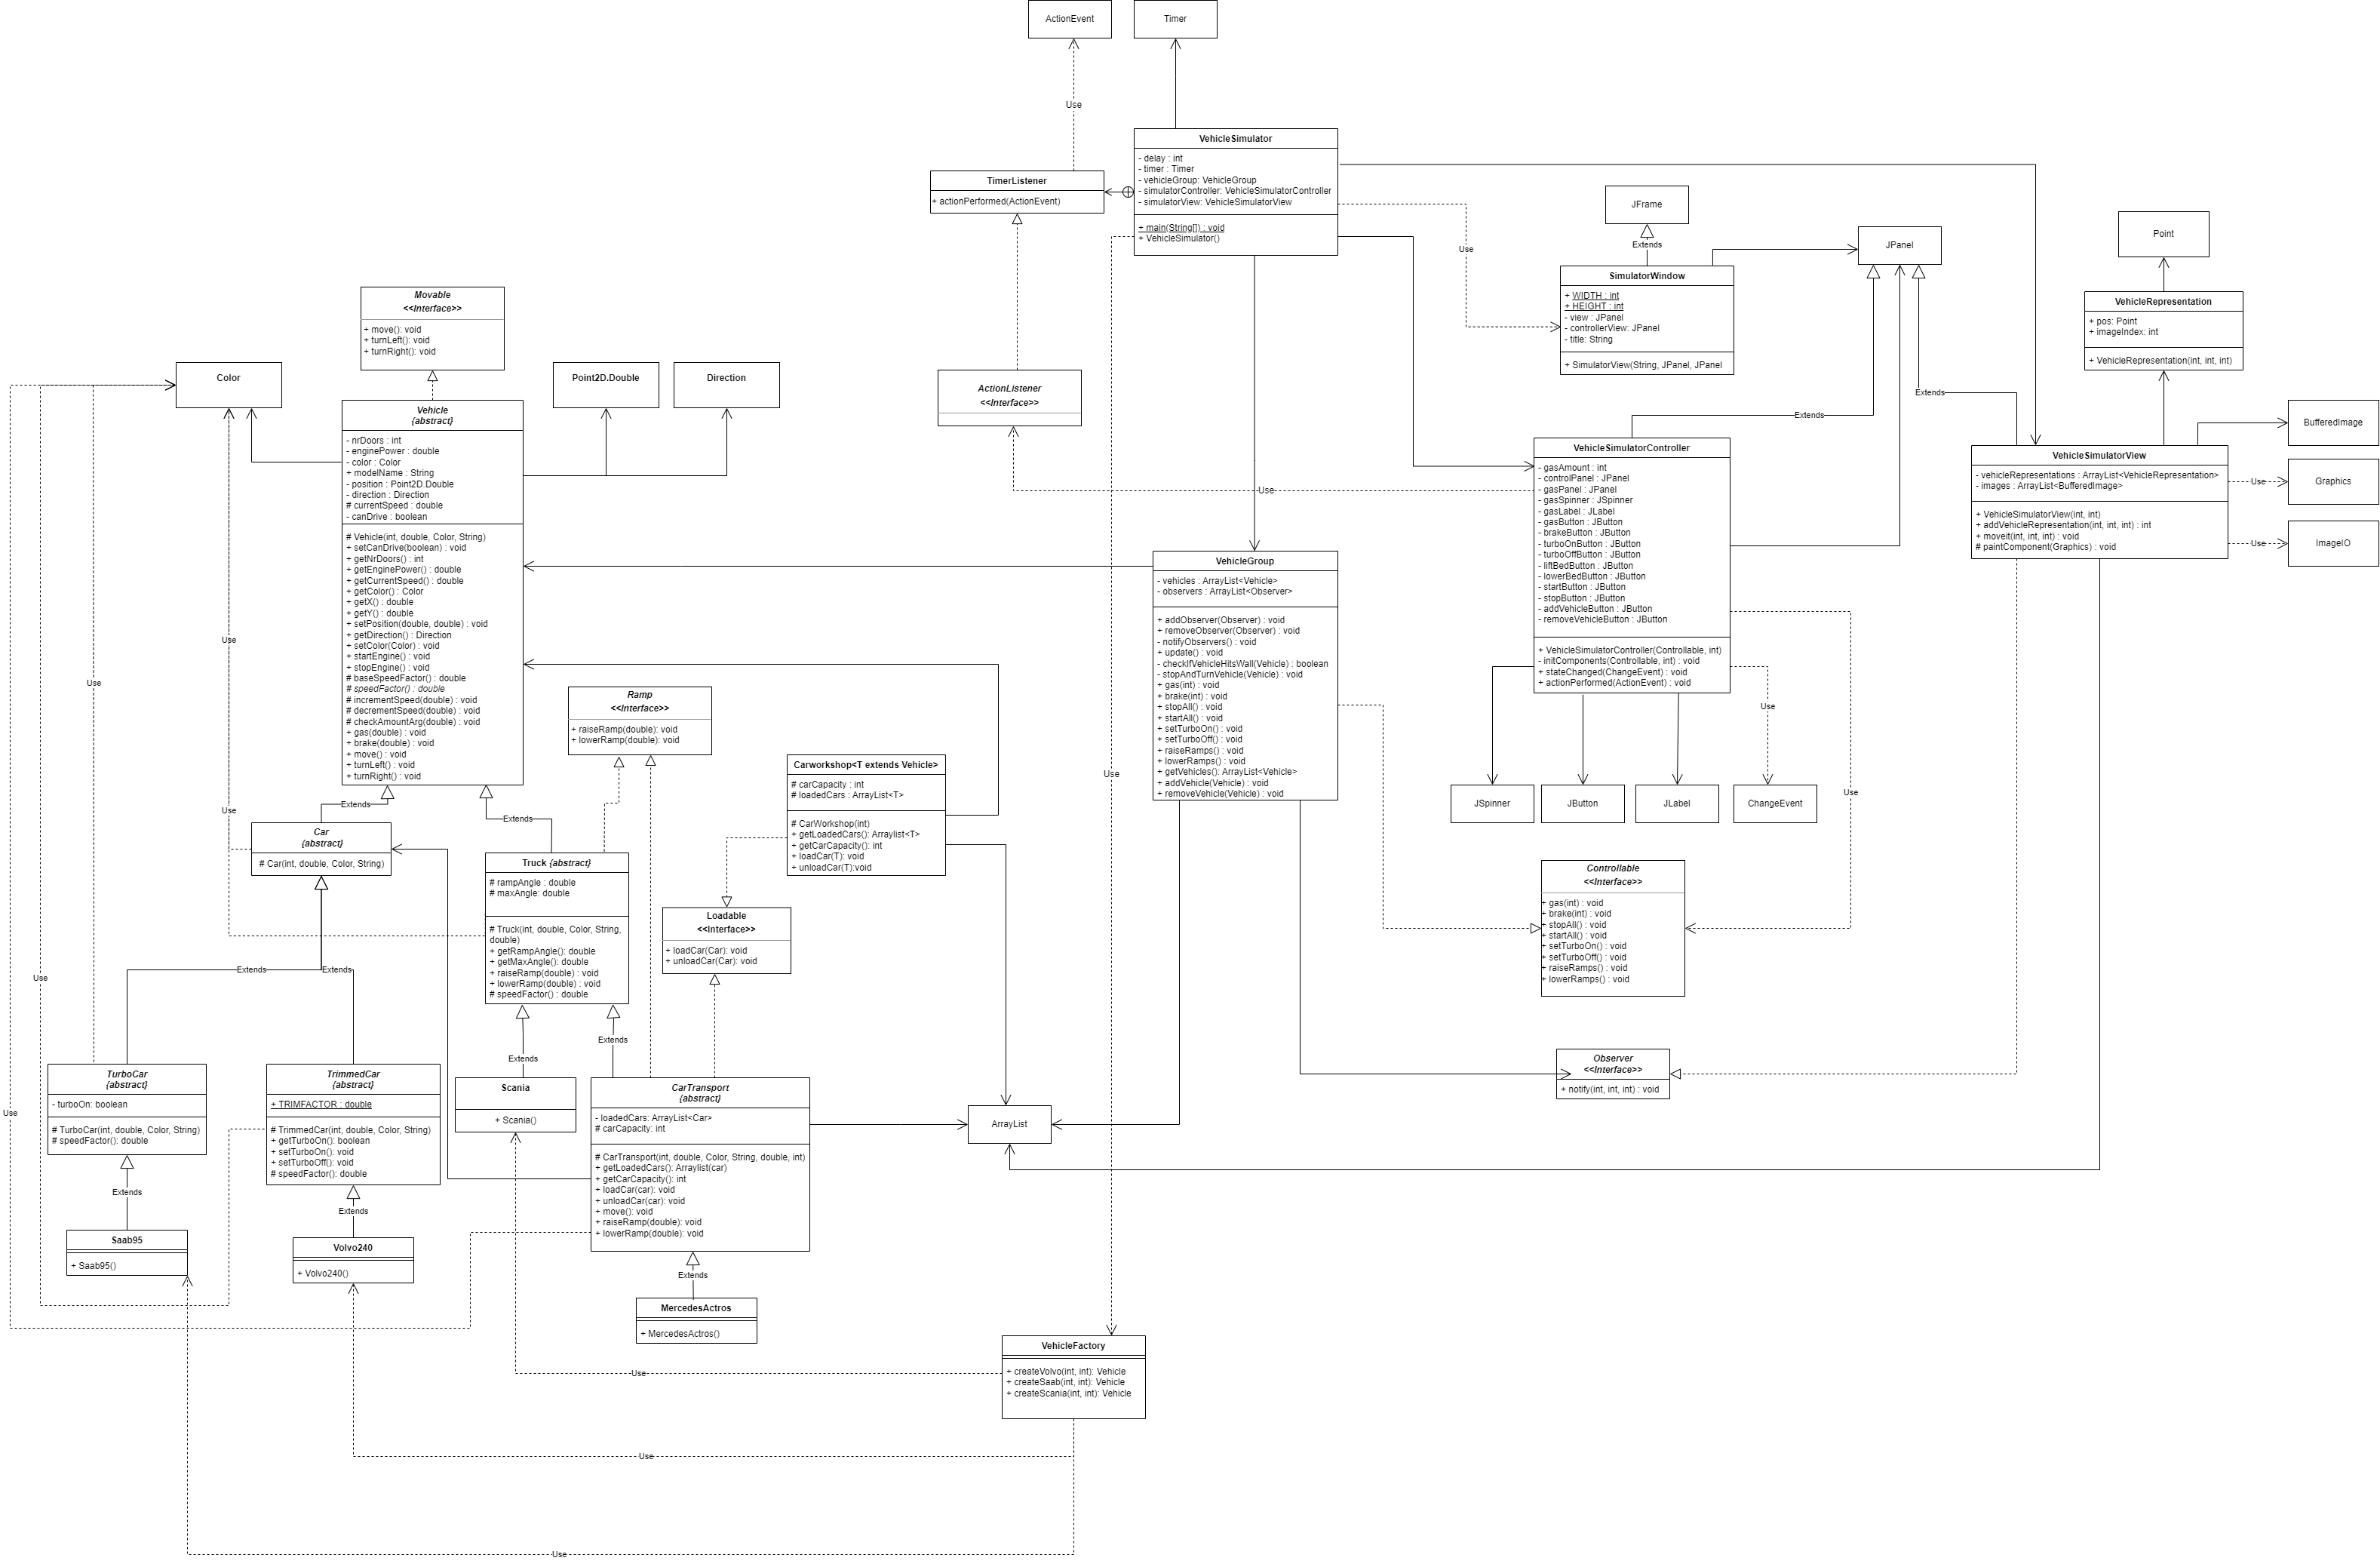 ActionEvent
Timer
Use
VehicleSimulator
- delay : int
- timer : Timer
- vehicleGroup: VehicleGroup
- simulatorController: VehicleSimulatorController
- simulatorView: VehicleSimulatorView
+ main(String[]) : void
+ VehicleSimulator()
TimerListener
+ actionPerformed(ActionEvent)
JFrame
Extends
Use
JPanel
Point
SimulatorWindow
+ WIDTH : int
+ HEIGHT : int
- view : JPanel
- controllerView: JPanel
- title: String
+ SimulatorView(String, JPanel, JPanel
VehicleRepresentation
+ pos: Point
+ imageIndex: int
+ VehicleRepresentation(int, int, int)
Movable
<<Interface>>
+ move(): void
+ turnLeft(): void
+ turnRight(): void
Color
Point2D.Double
Direction
ActionListener
<<Interface>>
Extends
Extends
BufferedImage
Graphics
ImageIO
Use
Use
Vehicle
{abstract}
- nrDoors : int
- enginePower : double
- color : Color
+ modelName : String
- position : Point2D.Double
- direction : Direction
# currentSpeed : double
- canDrive : boolean
# Vehicle(int, double, Color, String)
+ setCanDrive(boolean) : void
+ getNrDoors() : int
+ getEnginePower() : double
+ getCurrentSpeed() : double
+ getColor() : Color
+ getX() : double
+ getY() : double
+ setPosition(double, double) : void
+ getDirection() : Direction
+ setColor(Color) : void
+ startEngine() : void
+ stopEngine() : void
# baseSpeedFactor() : double
# speedFactor() : double
# incrementSpeed(double) : void
# decrementSpeed(double) : void
# checkAmountArg(double) : void
+ gas(double) : void
+ brake(double) : void
+ move() : void
+ turnLeft() : void
+ turnRight() : void
VehicleSimulatorController
- gasAmount : int
- controlPanel : JPanel
- gasPanel : JPanel
- gasSpinner : JSpinner
- gasLabel : JLabel
- gasButton : JButton
- brakeButton : JButton
- turboOnButton : JButton
- turboOffButton : JButton
- liftBedButton : JButton
- lowerBedButton : JButton
- startButton : JButton
- stopButton : JButton
- addVehicleButton : JButton
- removeVehicleButton : JButton
+ VehicleSimulatorController(Controllable, int)
- initComponents(Controllable, int) : void
+ stateChanged(ChangeEvent) : void
+ actionPerformed(ActionEvent) : void
Use
VehicleSimulatorView
- vehicleRepresentations : ArrayList<VehicleRepresentation>
- images : ArrayList<BufferedImage>
+ VehicleSimulatorView(int, int)
+ addVehicleRepresentation(int, int, int) : int
+ moveit(int, int, int) : void
# paintComponent(Graphics) : void
VehicleGroup
- vehicles : ArrayList<Vehicle>
- observers : ArrayList<Observer>
+ addObserver(Observer) : void
+ removeObserver(Observer) : void
- notifyObservers() : void
+ update() : void
- checkIfVehicleHitsWall(Vehicle) : boolean
- stopAndTurnVehicle(Vehicle) : void
+ gas(int) : void
+ brake(int) : void
+ stopAll() : void
+ startAll() : void
+ setTurboOn() : void
+ setTurboOff() : void
+ raiseRamps() : void
+ lowerRamps() : void
+ getVehicles(): ArrayList<Vehicle>
+ addVehicle(Vehicle) : void
+ removeVehicle(Vehicle) : void
Use
Use
Ramp
<<Interface>>
+ raiseRamp(double): void
+ lowerRamp(double): void
Use
Use
Use
Use
JSpinner
JButton
JLabel
ChangeEvent
Carworkshop<T extends Vehicle>
# carCapacity : int
# loadedCars : ArrayList<T>
# CarWorkshop(int)
+ getLoadedCars(): Arraylist<T>
+ getCarCapacity(): int
+ loadCar(T): void
+ unloadCar(T):void
Extends
Extends
Car
{abstract}
# Car(int, double, Color, String)
Truck {abstract}
# rampAngle : double
# maxAngle: double
# Truck(int, double, Color, String,
double)
+ getRampAngle(): double
+ getMaxAngle(): double
+ raiseRamp(double) : void
+ lowerRamp(double) : void
# speedFactor() : double
Loadable
<<Interface>>
+ loadCar(Car): void
+ unloadCar(Car): void
Controllable
<<Interface>>
+ gas(int) : void
+ brake(int) : void
+ stopAll() : void
+ startAll() : void
+ setTurboOn() : void
+ setTurboOff() : void
+ raiseRamps() : void
+ lowerRamps() : void
Use
Extends
Extends
Extends
Extends
Use
Observer
<<Interface>>
+ notify(int, int, int) : void
TurboCar
{abstract}
- turboOn: boolean
# TurboCar(int, double, Color, String)
# speedFactor(): double
TrimmedCar
{abstract}
+ TRIMFACTOR : double
# TrimmedCar(int, double, Color, String)
+ getTurboOn(): boolean
+ setTurboOn(): void
+ setTurboOff(): void
# speedFactor(): double
Scania
+ Scania()
CarTransport
{abstract}
- loadedCars: ArrayList<Car>
# carCapacity: int
# CarTransport(int, double, Color, String, double, int)
+ getLoadedCars(): Arraylist(car)
+ getCarCapacity(): int
+ loadCar(car): void
+ unloadCar(car): void
+ move(): void
+ raiseRamp(double): void
+ lowerRamp(double): void
ArrayList
Extends
Extends
Extends
Saab95
+ Saab95()
Volvo240
+ Volvo240()
MercedesActros
+ MercedesActros()
VehicleFactory
+ createVolvo(int, int): Vehicle
+ createSaab(int, int): Vehicle
+ createScania(int, int): Vehicle
Use
Use
Use